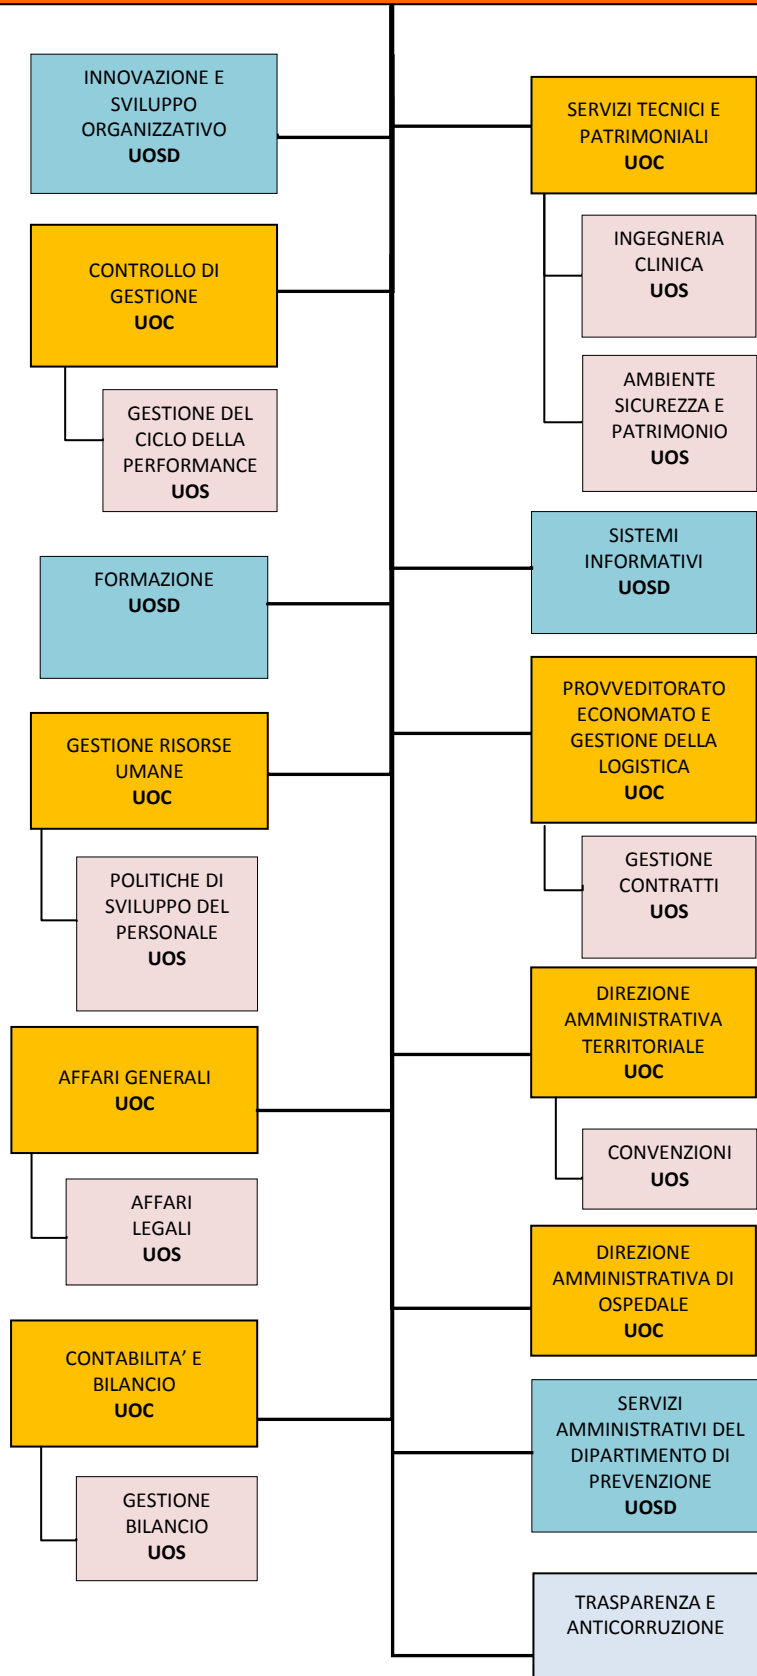 INNOVAZIONE E
SVILUPPO
ORGANIZZATIVO
UOSD
CONTROLLO DI
GESTIONE
UOC
GESTIONE DEL
CICLO DELLA
PERFORMANCE
UOS
FORMAZIONE
UOSD
GESTIONE RISORSE
UMANE
UOC
POLITICHE DI
SVILUPPO DEL
PERSONALE
UOS
AFFARI GENERALI
UOC
AFFARI
LEGALI
UOS
CONTABILITA’ E
BILANCIO
UOC
GESTIONE
BILANCIO
UOS
SERVIZI TECNICI E
PATRIMONIALI
UOC
INGEGNERIA
CLINICA
UOS
AMBIENTE
SICUREZZA E
PATRIMONIO
UOS
SISTEMI
INFORMATIVI
UOSD
PROVVEDITORATO
ECONOMATO E
GESTIONE DELLA
LOGISTICA
UOC
GESTIONE
CONTRATTI
UOS
DIREZIONE
AMMINISTRATIVA
TERRITORIALE
UOC
CONVENZIONI
UOS
DIREZIONE
AMMINISTRATIVA DI
OSPEDALE
UOC
SERVIZI
AMMINISTRATIVI DEL
DIPARTIMENTO DI
PREVENZIONE
UOSD
TRASPARENZA E
ANTICORRUZIONE